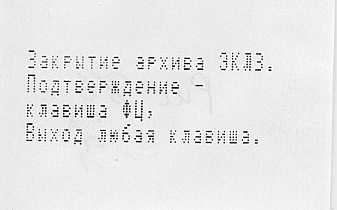 Закрытие архива ЭКЛЗ.
Подтверждение –
клавиша ФЦ,
Выход любая клавиша.